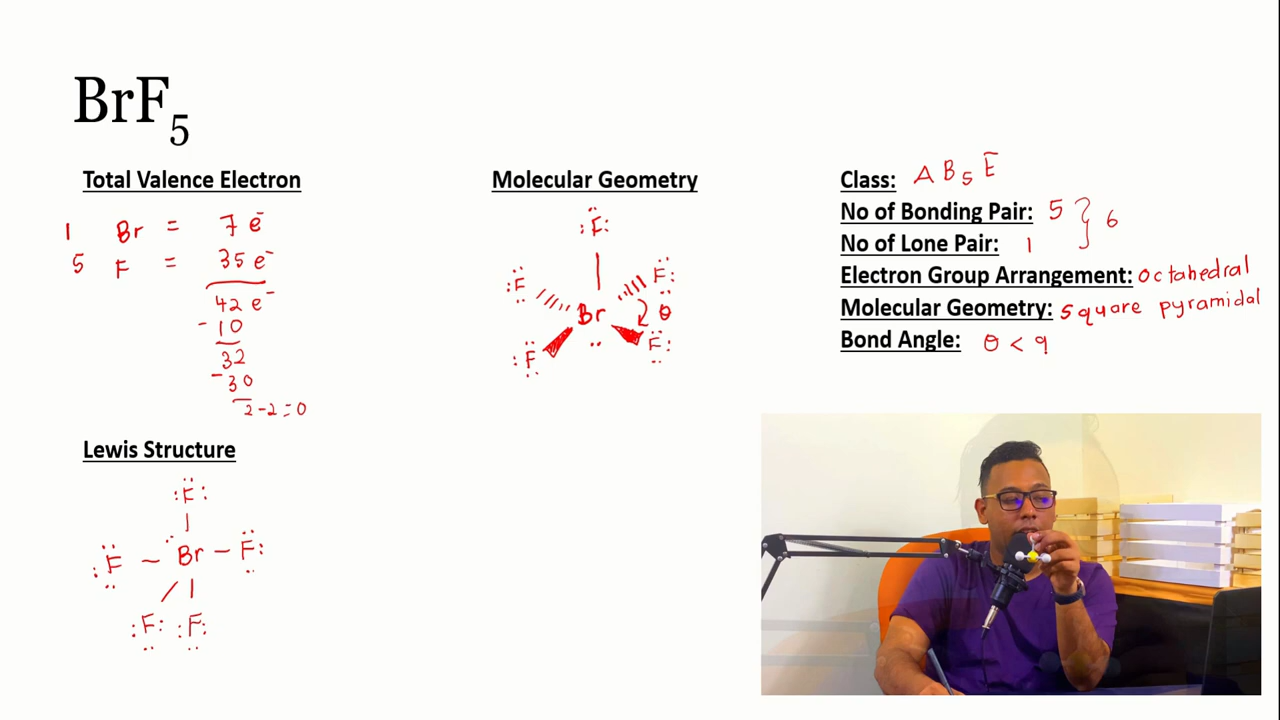 BrF5
Total Valence Electron
1 Br = 7 e-
5 F = 35 e-
42 e-
- 10
32
- 30
2 - 2 = 0
Lewis Structure
:F:
:F - Br - F:
:F: :F:
Molecular Geometry
:F:
:F F:
Br θ
:F F:
Class: AB5E
No of Bonding Pair: 5 } 6
No of Lone Pair: 1
Electron Group Arrangement: Octahedral
Molecular Geometry: Square pyramidal
Bond Angle: θ < 9